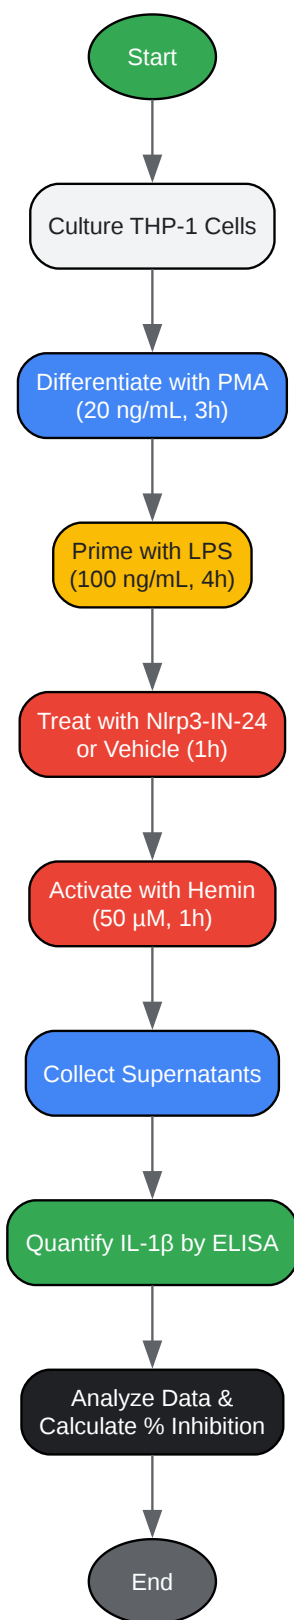 Start
Culture THP-1 Cells
Differentiate with PMA
(20 ng/mL, 3h)
Prime with LPS
(100 ng/mL, 4h)
Treat with Nlrp3-IN-24
or Vehicle (1h)
Activate with Hemin
(50 µM, 1h)
Collect Supernatants
Quantify IL-1β by ELISA
Analyze Data &
Calculate % Inhibition
End